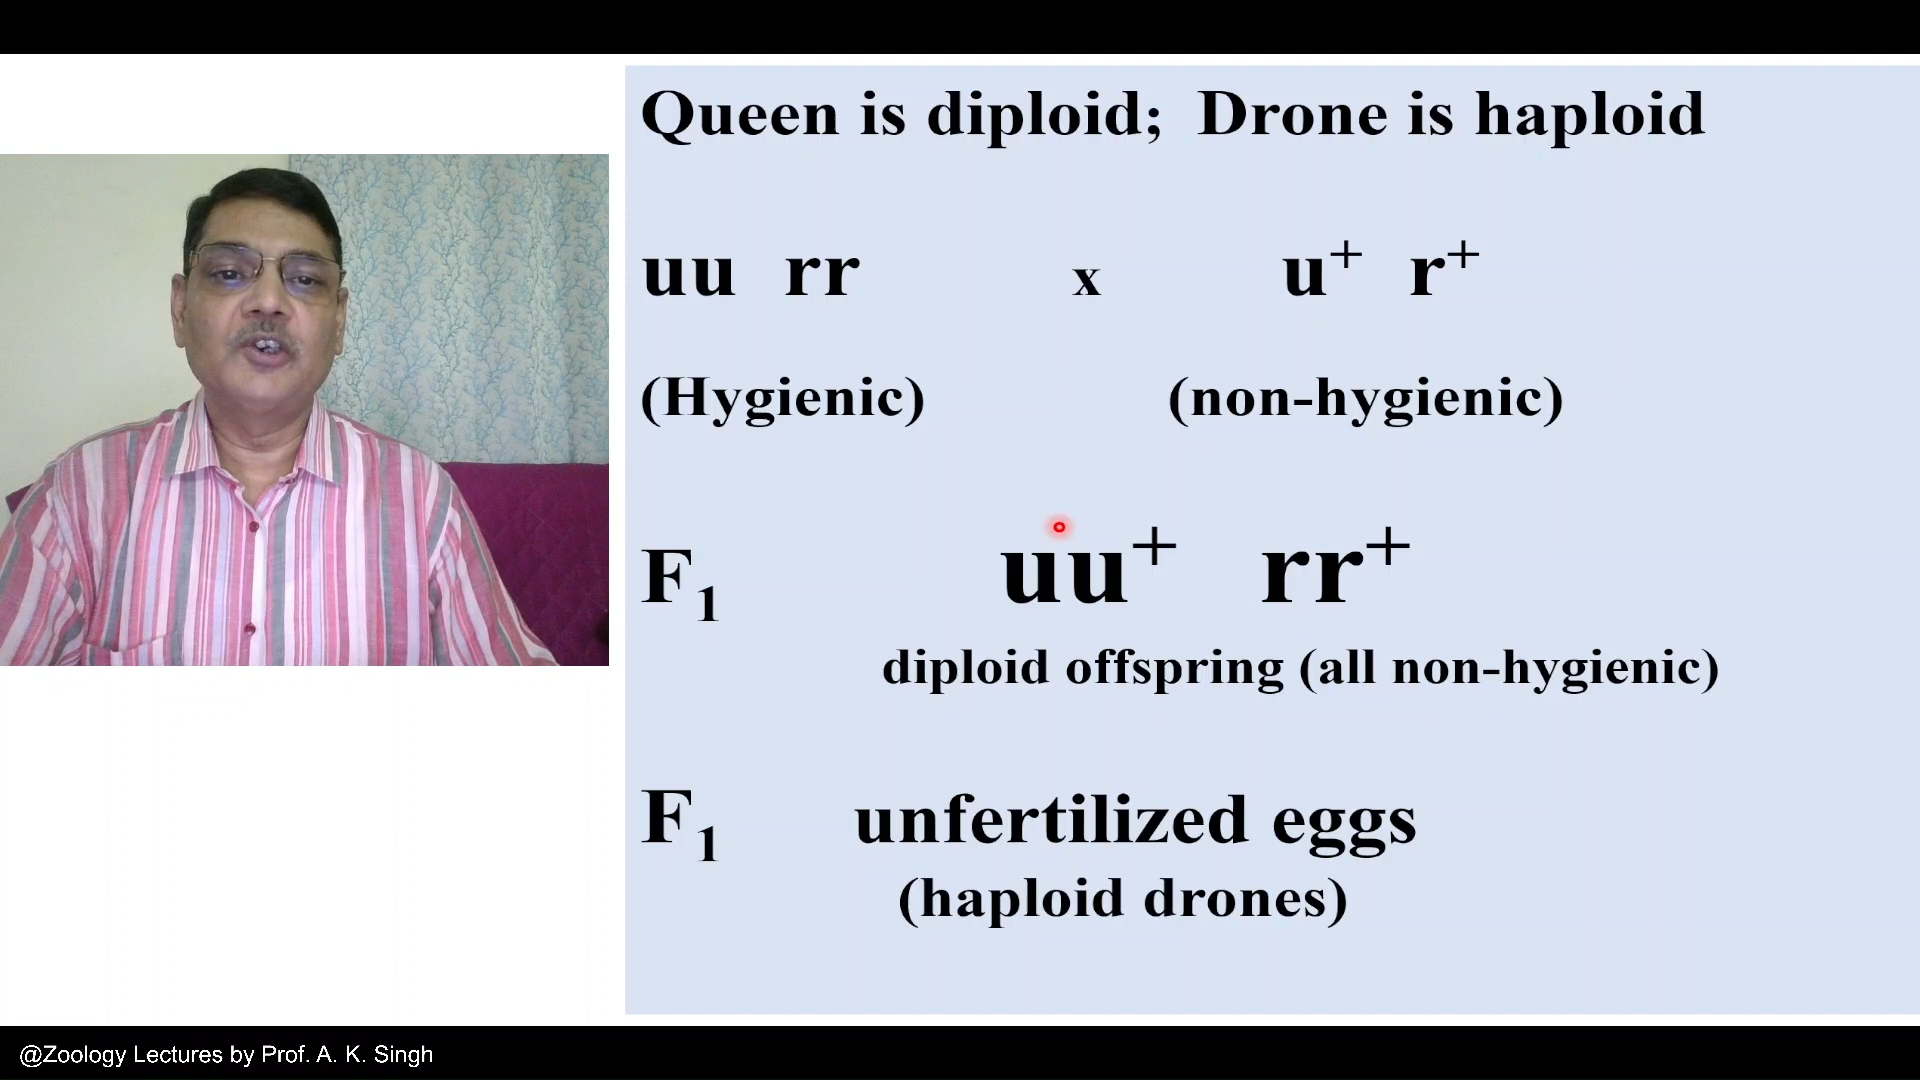 Queen is diploid; Drone is haploid
uu rr x u⁺ r⁺
(Hygienic) (non-hygienic)
F₁ uu⁺ rr⁺
diploid offspring (all non-hygienic)
F₁ unfertilized eggs
(haploid drones)
@Zoology Lectures by Prof. A. K. Singh